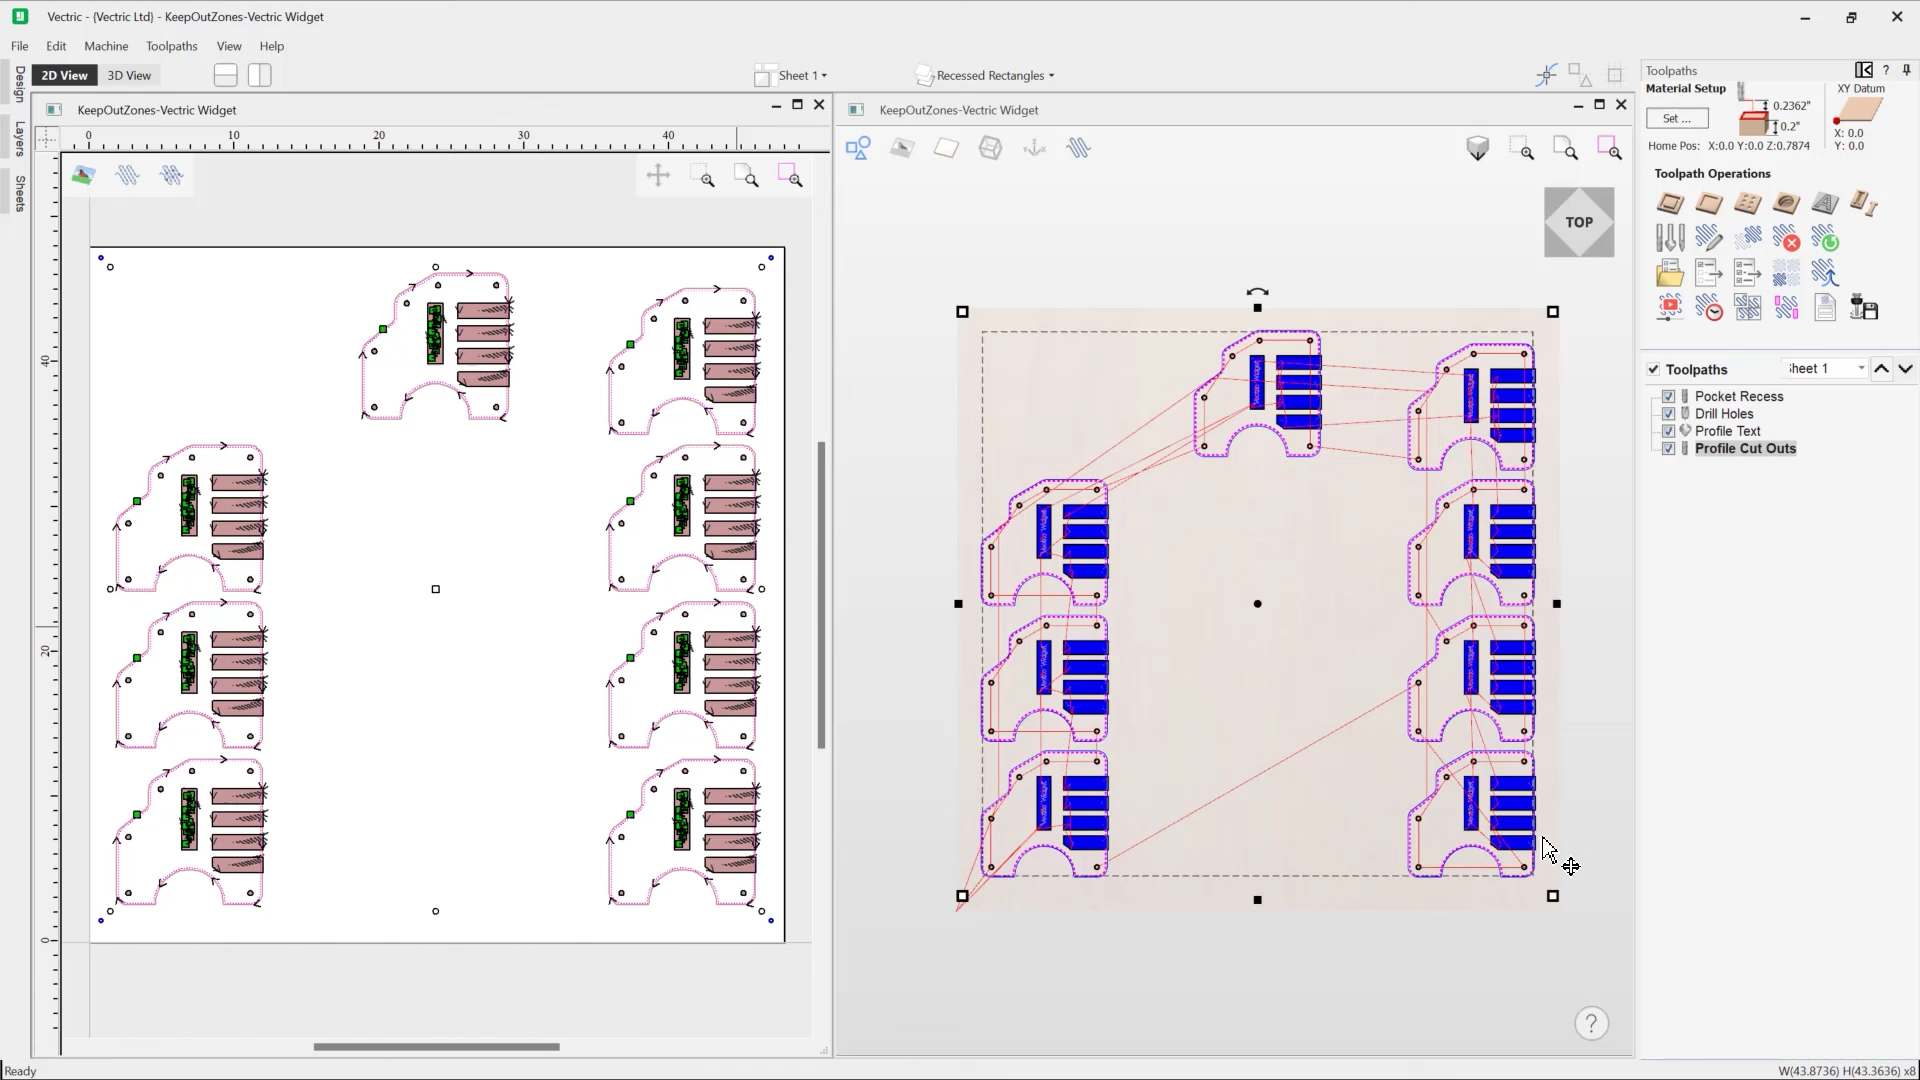 Vectric - {Vectric Ltd} - KeepOutZones-Vectric Widget
File Edit Machine Toolpaths View Help
2D View 3D View Sheet 1 Recessed Rectangles
Design
Layers
Sheets
KeepOutZones-Vectric Widget
0 10 20 30 40
40
20
0
KeepOutZones-Vectric Widget
TOP
Toolpaths ?
Material Setup XY Datum
Set ... 0.2362"
0.2"
X: 0.0
Y: 0.0
Home Pos: X:0.0 Y:0.0 Z:0.7874
Toolpath Operations
Toolpaths heet 1
Pocket Recess
Drill Holes
Profile Text
Profile Cut Outs
?
Ready W(43.8736) H(43.3636) x8